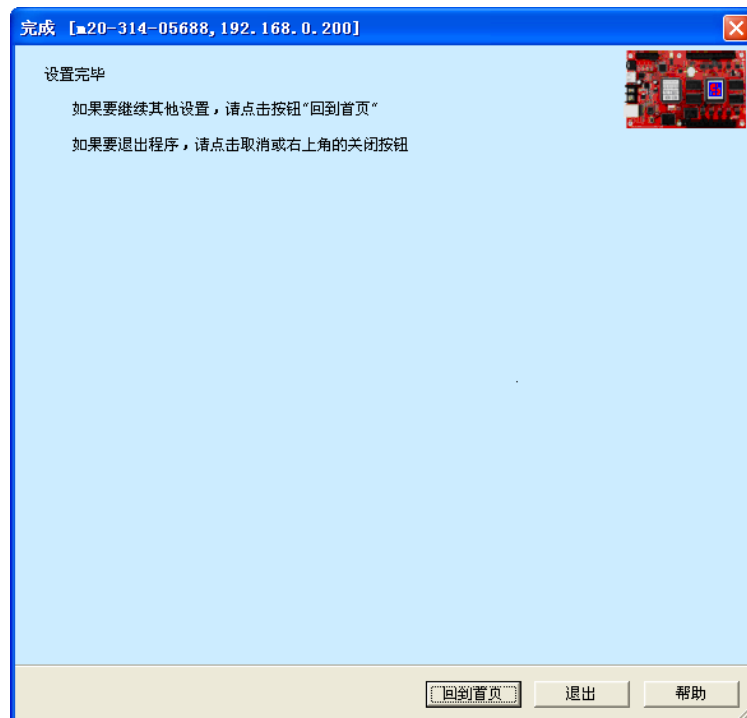 完成 [m20-314-05688,192.168.0.200]
设置完毕
如果要继续其他设置，请点击按钮“回到首页“
如果要退出程序，请点击取消或右上角的关闭按钮
回到首页
退出
帮助